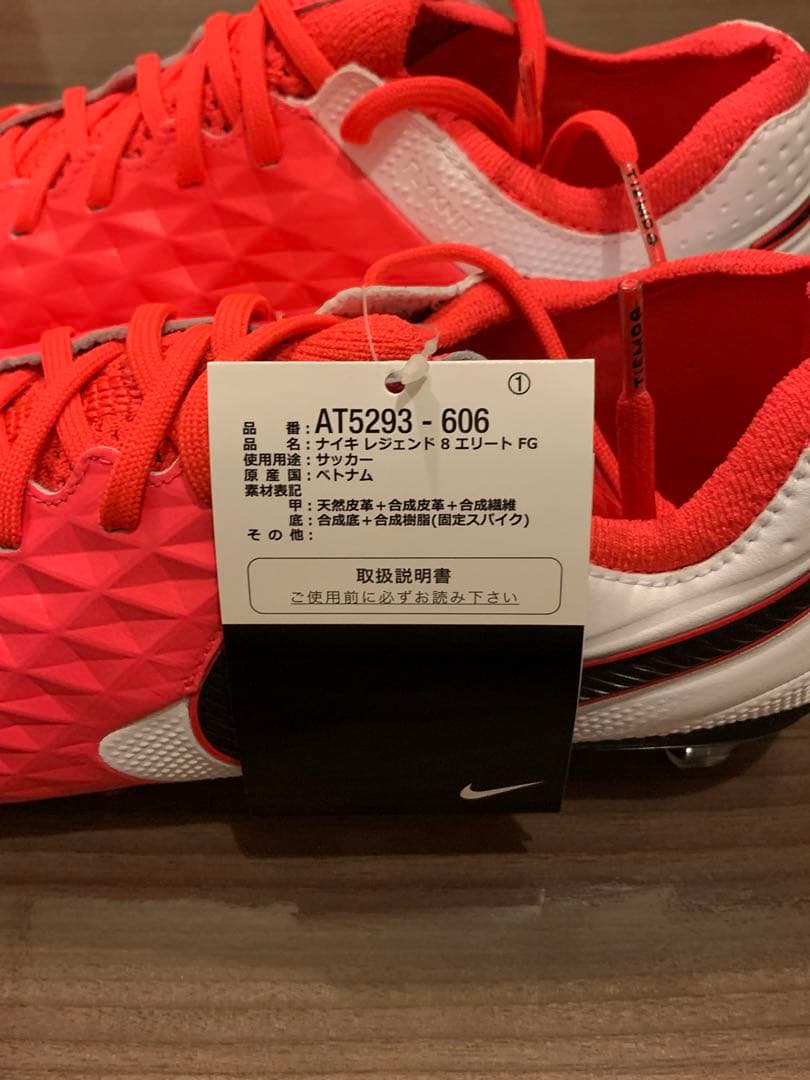 ①
品 番:AT5293 - 606
品 名:ナイキ レジェンド 8 エリート FG
使用用途:サッカー
原産国:ベトナム
素材表記
甲:天然皮革+合成皮革+合成繊維
底:合成底+合成樹脂(固定スパイク)
その他:
取扱説明書
ご使用前に必ずお読み下さい